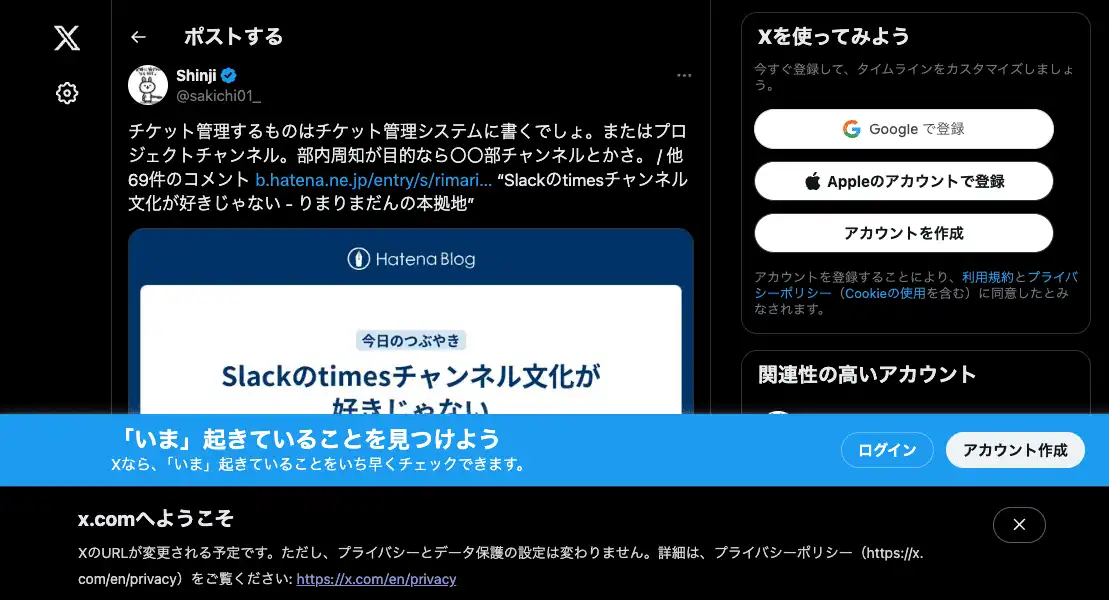 ポストする
Shinji
@sakichi01_
チケット管理するものはチケット管理システムに書くでしょ。またはプロ
ジェクトチャンネル。部内周知が目的なら〇〇部チャンネルとかさ。 / 他
69件のコメント b.hatena.ne.jp/entry/s/rimari... “Slackのtimesチャンネル
文化が好きじゃない - りまりまだんの本拠地”
Hatena Blog
今日のつぶやき
Slackのtimesチャンネル文化が
好きじゃない
Xを使ってみよう
今すぐ登録して、タイムラインをカスタマイズしましょ
う。
Google で登録
Appleのアカウントで登録
アカウントを作成
アカウントを登録することにより、利用規約とプライバ
シーポリシー（Cookieの使用を含む）に同意したとみ
なされます。
関連性の高いアカウント
「いま」起きていることを見つけよう
Xなら、「いま」起きていることをいち早くチェックできます。
ログイン
アカウント作成
x.comへようこそ
XのURLが変更される予定です。ただし、プライバシーとデータ保護の設定は変わりません。詳細は、プライバシーポリシー（https://x.
com/en/privacy）をご覧ください: https://x.com/en/privacy